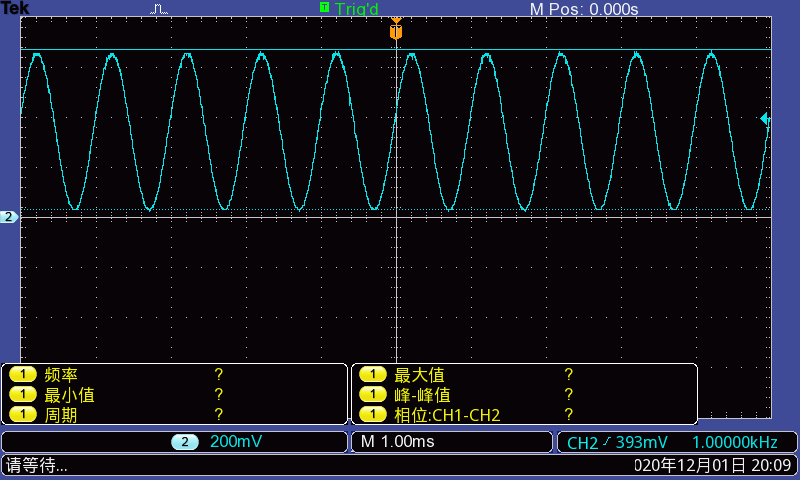 Tek T Trig'd M Pos: 0.000s
T
2
1 频率 ? 1 最大值 ?
1 最小值 ? 1 峰-峰值 ?
1 周期 ? 1 相位:CH1-CH2 ?
2 200mV M 1.00ms CH2 393mV 1.00000kHz
请等待... 020年12月01日 20:09